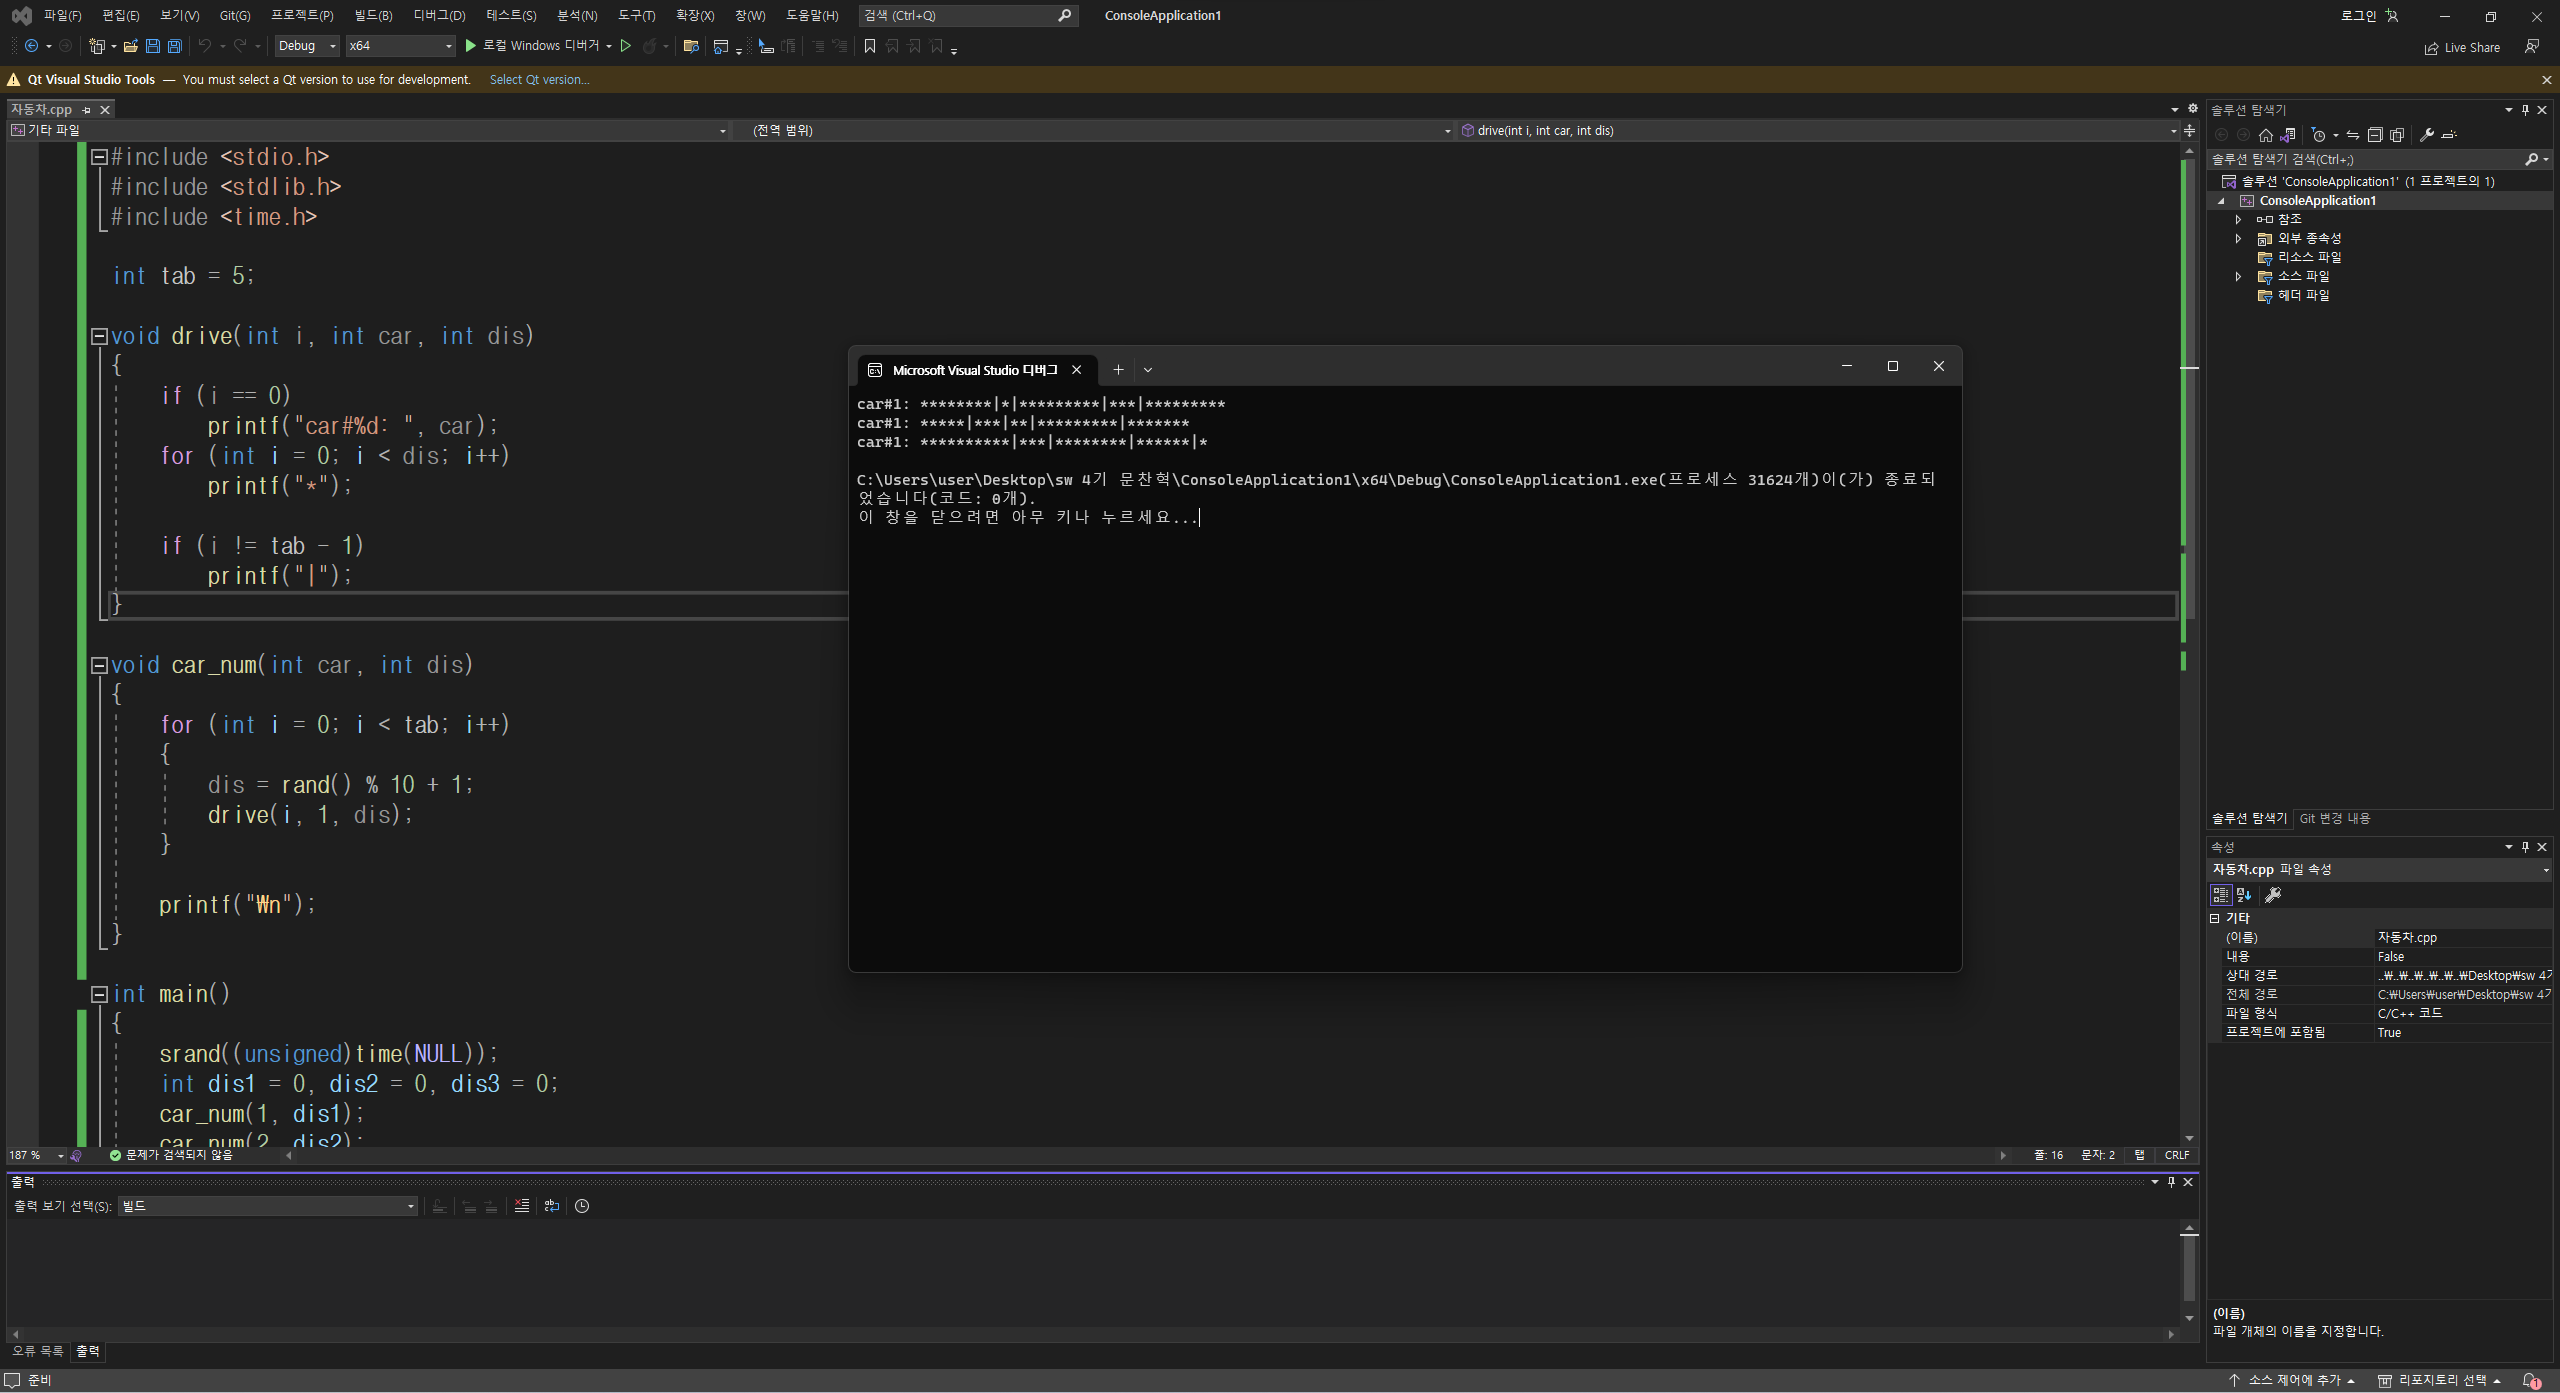 파일(F) 편집(E) 보기(V) Git(G) 프로젝트(P) 빌드(B) 디버그(D) 테스트(S) 분석(N) 도구(T) 확장(X) 창(W) 도움말(H) 검색 (Ctrl+Q) ConsoleApplication1 로그인
Debug x64 로컬 Windows 디버거 Live Share
Qt Visual Studio Tools — You must select a Qt version to use for development. Select Qt version...
자동차.cpp
기타 파일 (전역 범위) drive(int i, int car, int dis)
#include <stdio.h>
#include <stdlib.h>
#include <time.h>
int tab = 5;
void drive(int i, int car, int dis)
{
if (i == 0)
printf("car#%d: ", car);
for (int i = 0; i < dis; i++)
printf("*");
if (i != tab - 1)
printf("|");
}
void car_num(int car, int dis)
{
for (int i = 0; i < tab; i++)
{
dis = rand() % 10 + 1;
drive(i, 1, dis);
}
printf("₩n");
}
int main()
{
srand((unsigned)time(NULL));
int dis1 = 0, dis2 = 0, dis3 = 0;
car_num(1, dis1);
car_num(2, dis2);
Microsoft Visual Studio 디버그
car#1: ********|*|*********|***|*********
car#1: *****|***|**|*********|*******
car#1: **********|***|********|******|*
C:\Users\user\Desktop\sw 4기 문찬혁\ConsoleApplication1\x64\Debug\ConsoleApplication1.exe(프로세스 31624개)이(가) 종료되
었습니다(코드: 0개).
이 창을 닫으려면 아무 키나 누르세요...
187 % 문제가 검색되지 않음 줄: 16 문자: 2 탭 CRLF
출력
출력 보기 선택(S): 빌드
오류 목록 출력
솔루션 탐색기
솔루션 탐색기 검색(Ctrl+;)
솔루션 'ConsoleApplication1' (1 프로젝트의 1)
ConsoleApplication1
참조
외부 종속성
리소스 파일
소스 파일
헤더 파일
솔루션 탐색기 Git 변경 내용
속성
자동차.cpp 파일 속성
기타
(이름) 자동차.cpp
내용 False
상대 경로 ..₩..₩..₩..₩..₩..₩Desktop₩sw 4기
전체 경로 C:₩Users₩user₩Desktop₩sw 4기
파일 형식 C/C++ 코드
프로젝트에 포함됨 True
(이름)
파일 개체의 이름을 지정합니다.
준비 소스 제어에 추가 리포지토리 선택 1